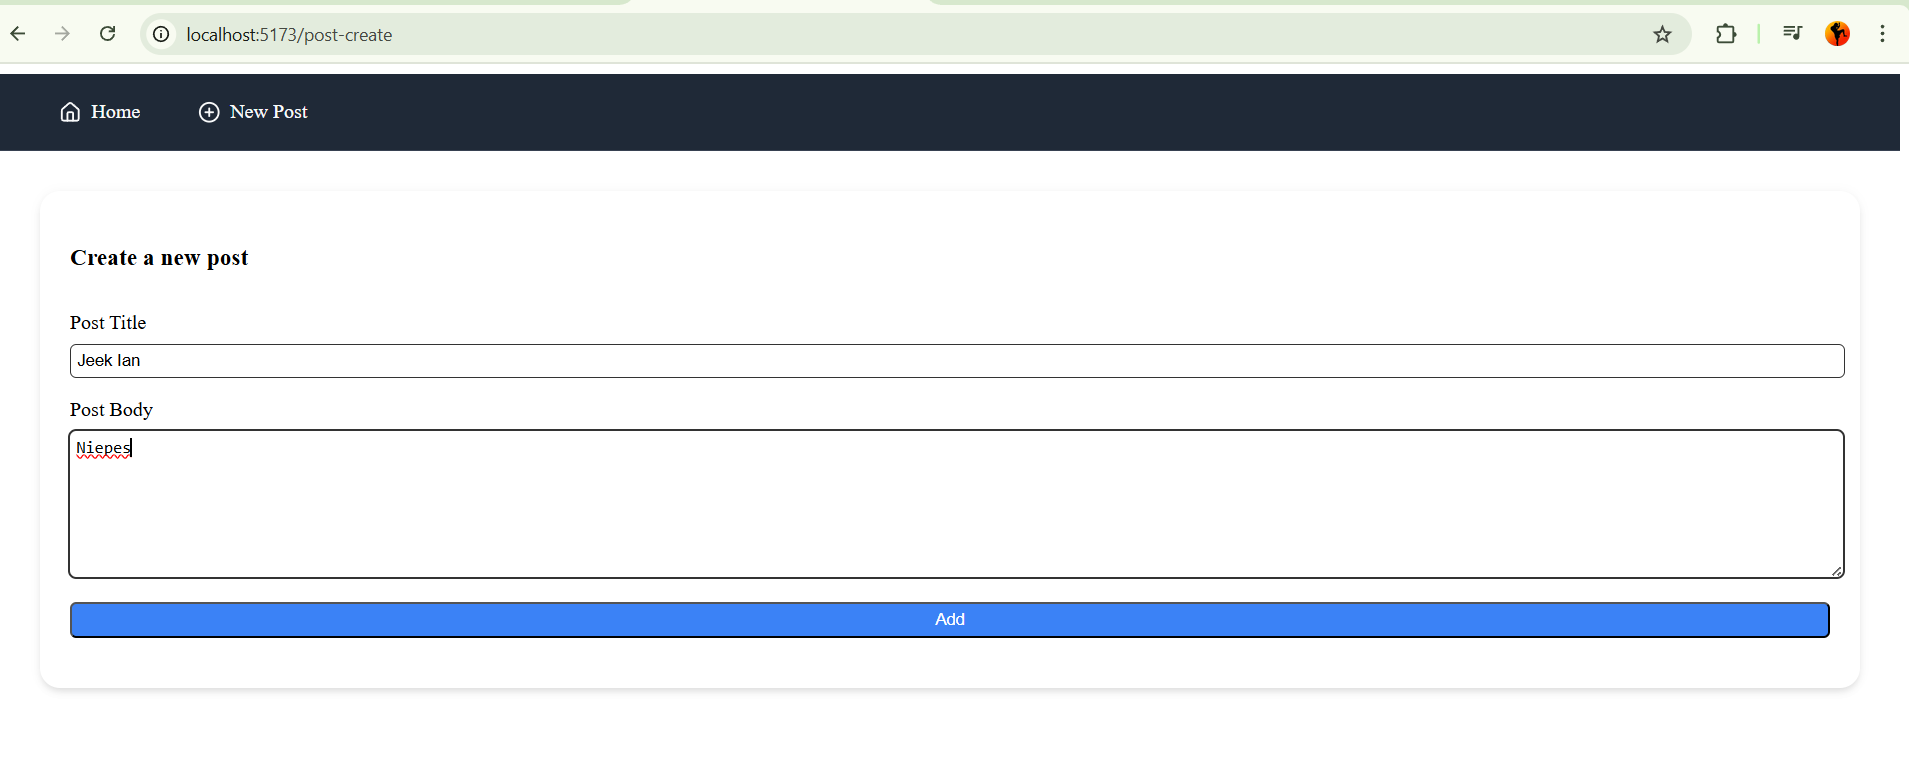 localhost:5173/post-create
Home New Post
Create a new post
Post Title
Jeek Ian
Post Body
Niepes
Add